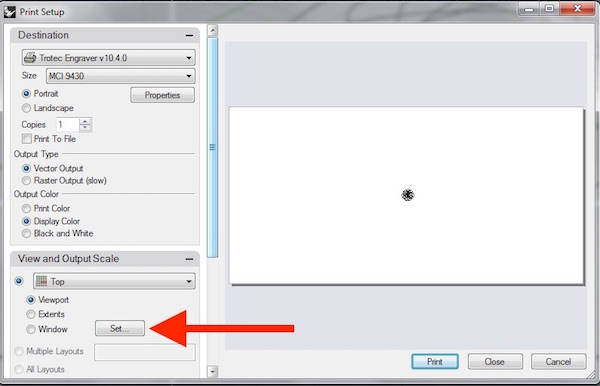 Print Setup
Destination
Trotec Engraver v10.4.0
Size MCI 9430
Portrait
Properties
Landscape
Copies 1
Print To File
Output Type
Vector Output
Raster Output (slow)
Output Color
Print Color
Display Color
Black and White
View and Output Scale
Top
Viewport
Extents
Window Set...
Multiple Layouts
All Layouts
Print Close Cancel